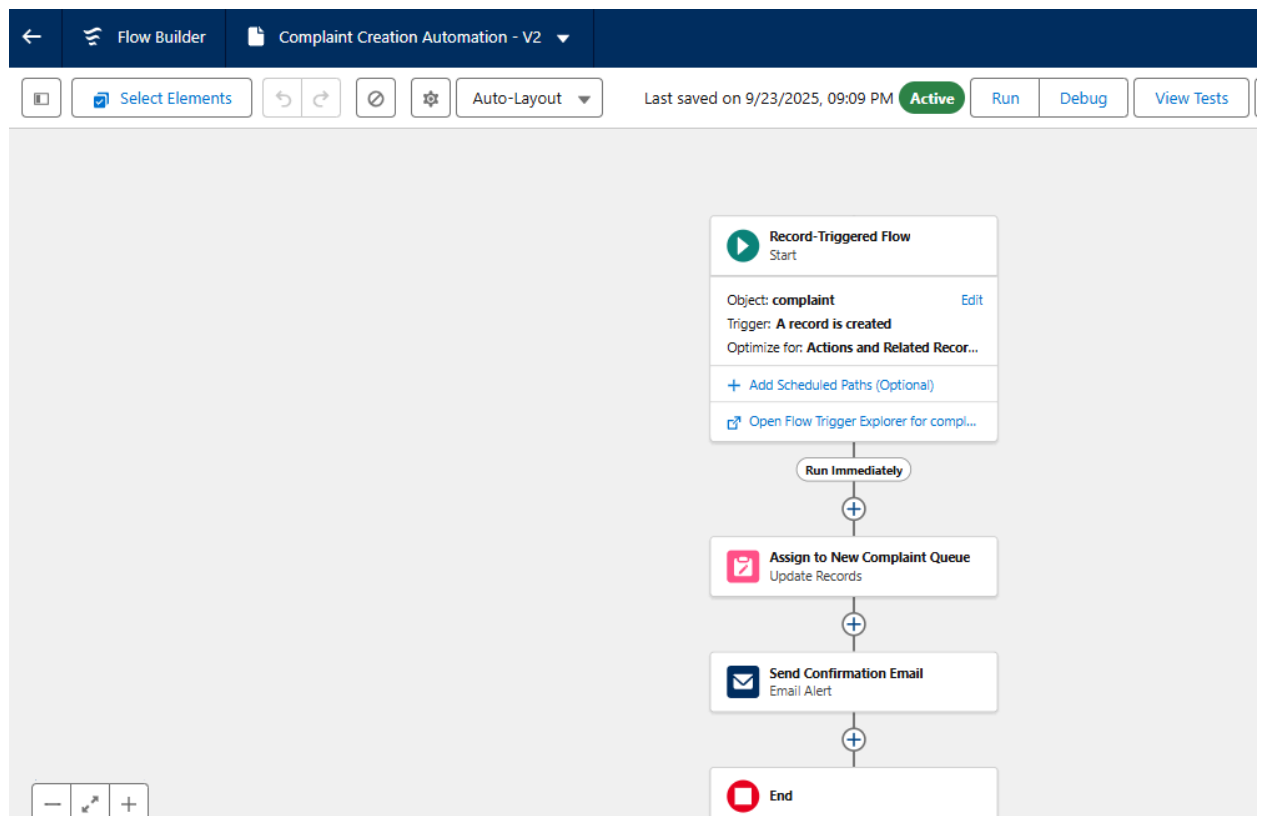 Flow Builder
Complaint Creation Automation - V2
Select Elements
Auto-Layout
Last saved on 9/23/2025, 09:09 PM
Active
Run
Debug
View Tests
Record-Triggered Flow
Start
Object: complaint
Edit
Trigger: A record is created
Optimize for: Actions and Related Recor...
Add Scheduled Paths (Optional)
Open Flow Trigger Explorer for compl...
Run Immediately
Assign to New Complaint Queue
Update Records
Send Confirmation Email
Email Alert
End